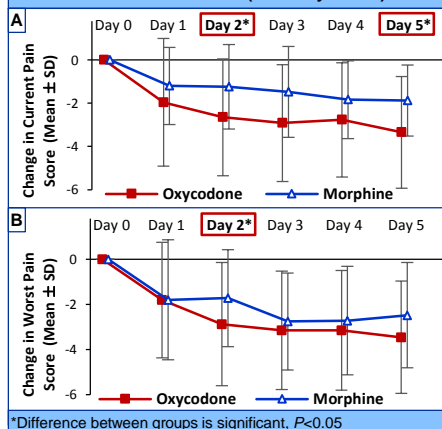 A
Day 0 Day 1 Day 2* Day 3 Day 4 Day 5*
0
-2
-4
-6
Change in Current Pain
Score (Mean ± SD)
Oxycodone Morphine
B
Day 0 Day 1 Day 2* Day 3 Day 4 Day 5
0
-2
-4
-6
Change in Worst Pain
Score (Mean ± SD)
Oxycodone Morphine
*Difference between groups is significant, P<0.05